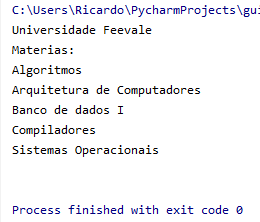 C:\Users\Ricardo\PycharmProjects\gui
Universidade Feevale
Materias:
Algoritmos
Arquitetura de Computadores
Banco de dados I
Compiladores
Sistemas Operacionais
Process finished with exit code 0